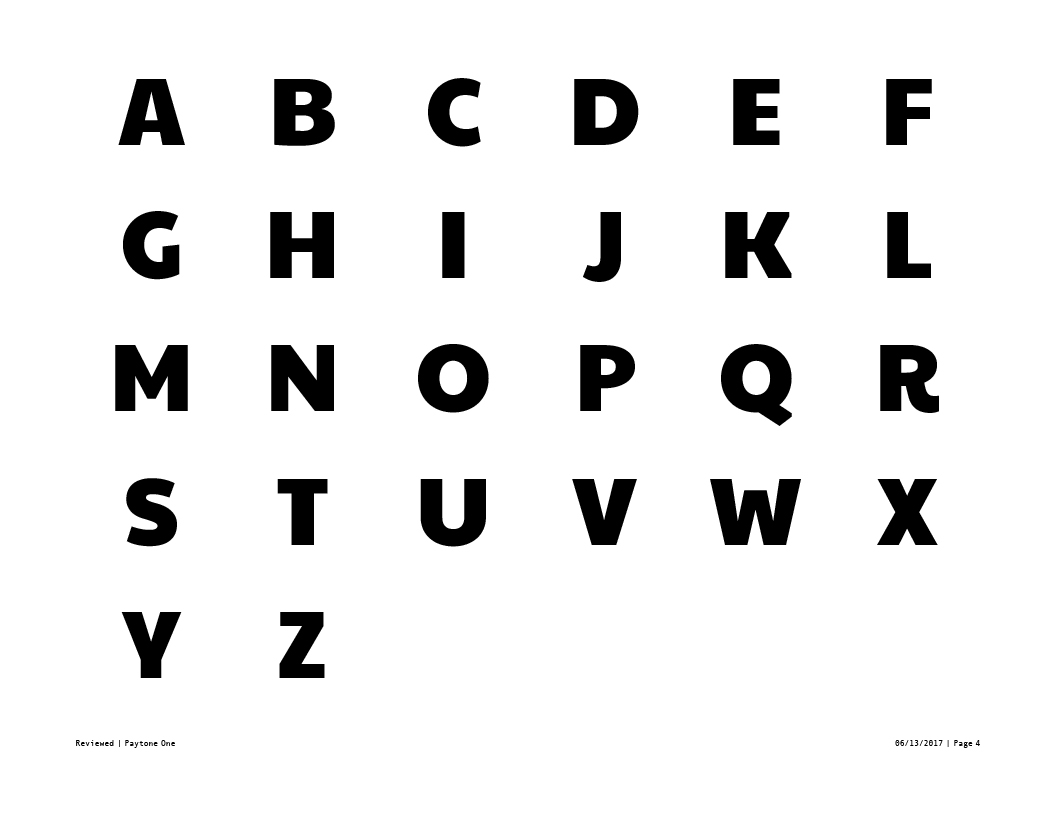 A B C D E F
G H I J K L
M N O P Q R
S T U V W X
Y Z
Reviewed | Paytone One
06/13/2017 | Page 4